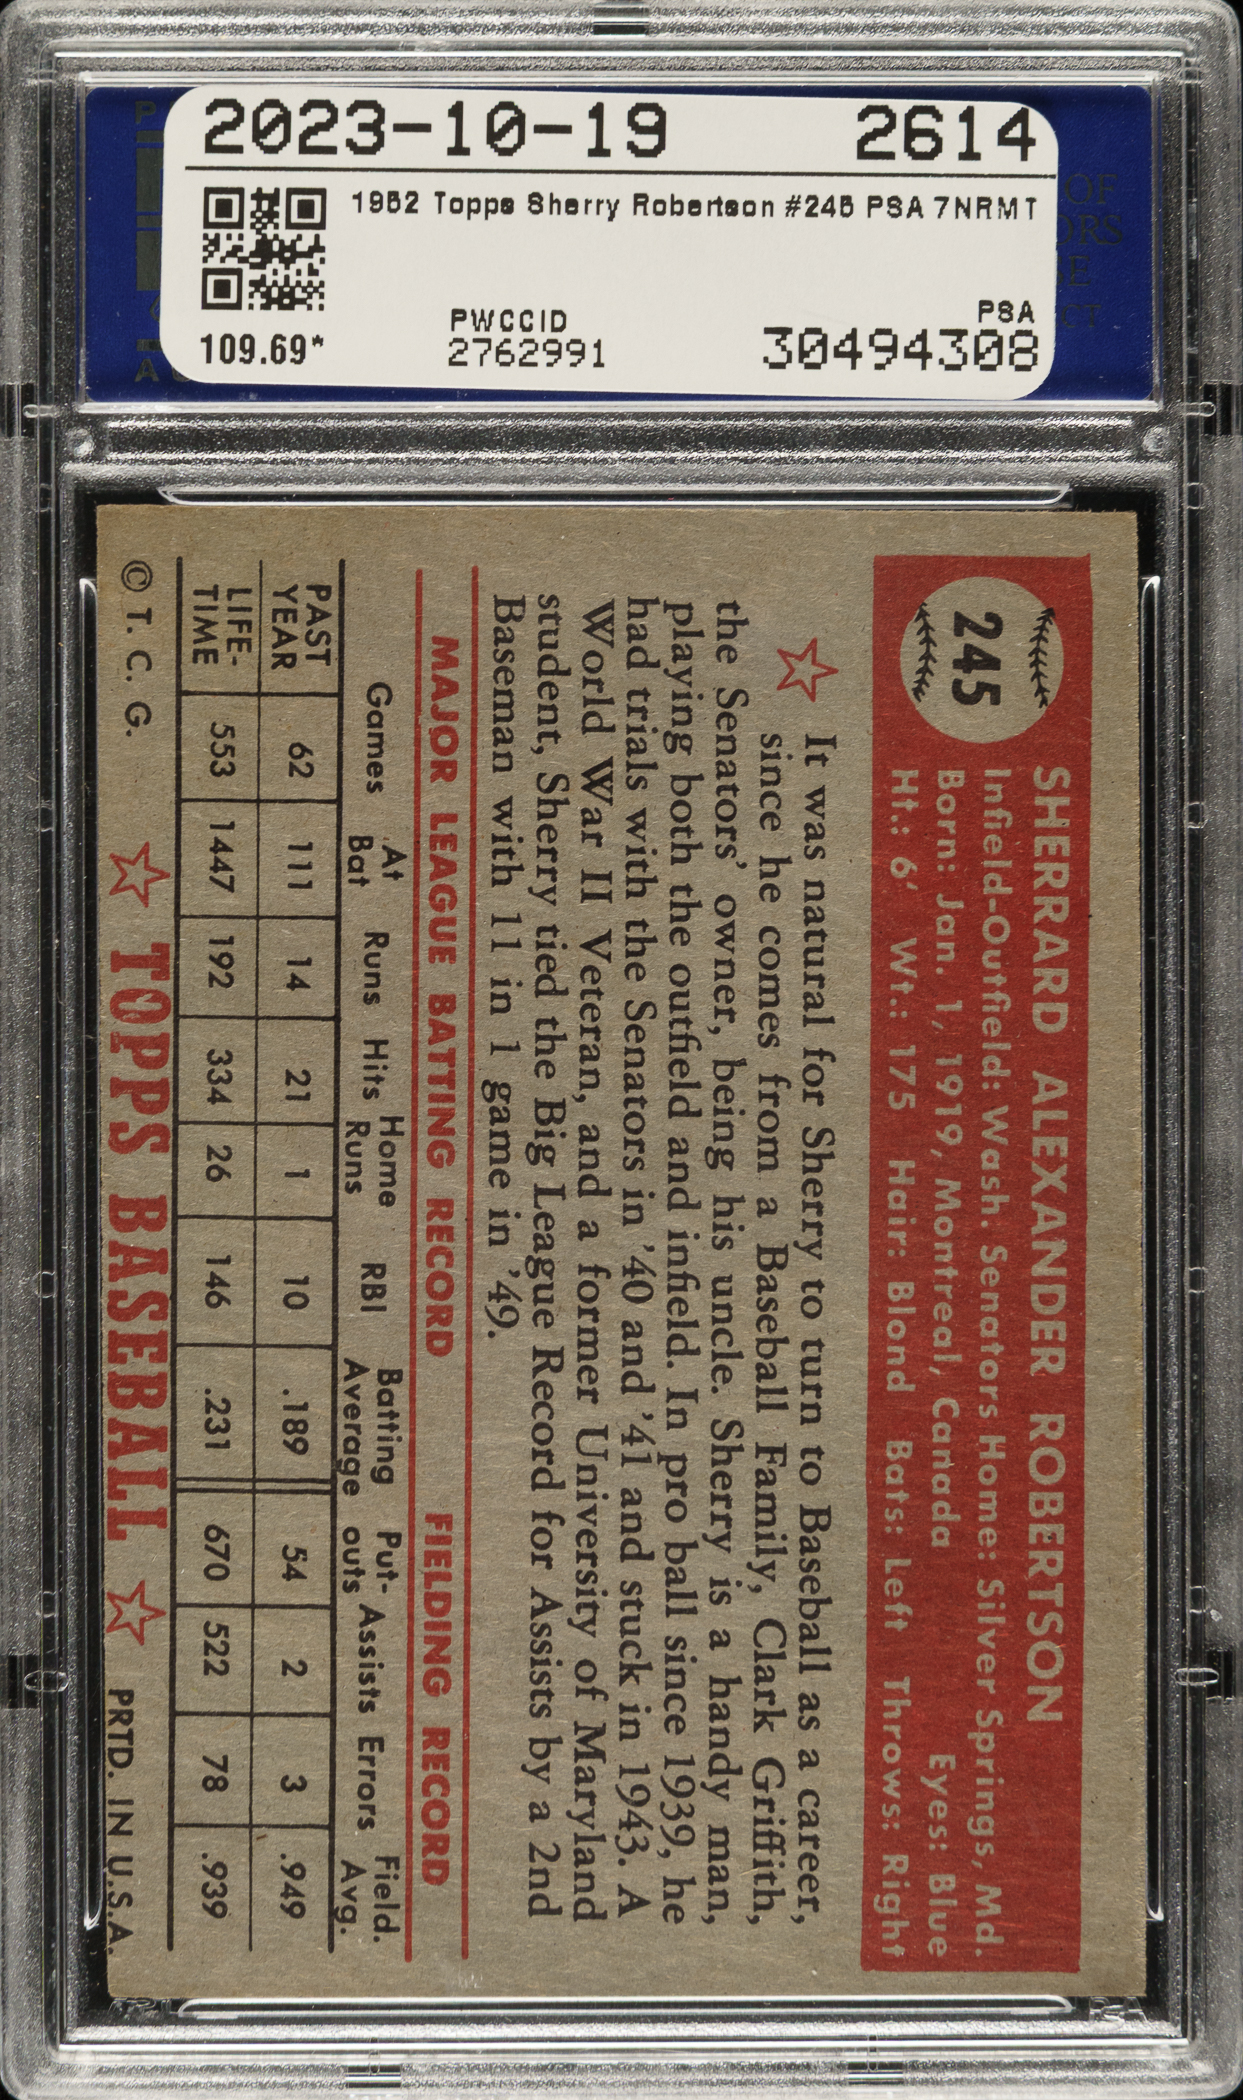 2023-10-19 2614
1952 Topps Sherry Robertson #245 PSA 7NRMT
PWCCID
PSA
109.69*
2762991
30494308
OF
CT
245
SHERRARD ALEXANDER ROBERTSON
Infield-Outfield: Wash. Senators Home: Silver Springs, Md.
Born: Jan. 1, 1919, Montreal, Canada Eyes: Blue
Ht.: 6' Wt.: 175 Hair: Blond Bats: Left Throws: Right
It was natural for Sherry to turn to Baseball as a career,
since he comes from a Baseball Family, Clark Griffith,
the Senators' owner, being his uncle. Sherry is a handy man,
playing both the outfield and infield. In pro ball since 1939, he
had trials with the Senators in '40 and '41 and stuck in 1943. A
World War II Veteran, and a former University of Maryland
student, Sherry tied the Big League Record for Assists by a 2nd
Baseman with 11 in 1 game in '49.
MAJOR LEAGUE BATTING RECORD FIELDING RECORD
Games At Bat Runs Hits Home Runs RBI Batting Average Put-outs Assists Errors Field. Avg.
PAST YEAR 62 111 14 21 1 10 .189 54 2 3 .949
LIFE-TIME 553 1447 192 334 26 146 .231 670 522 78 .939
© T. C. G. TOPPS BASEBALL PRTD. IN U.S.A.